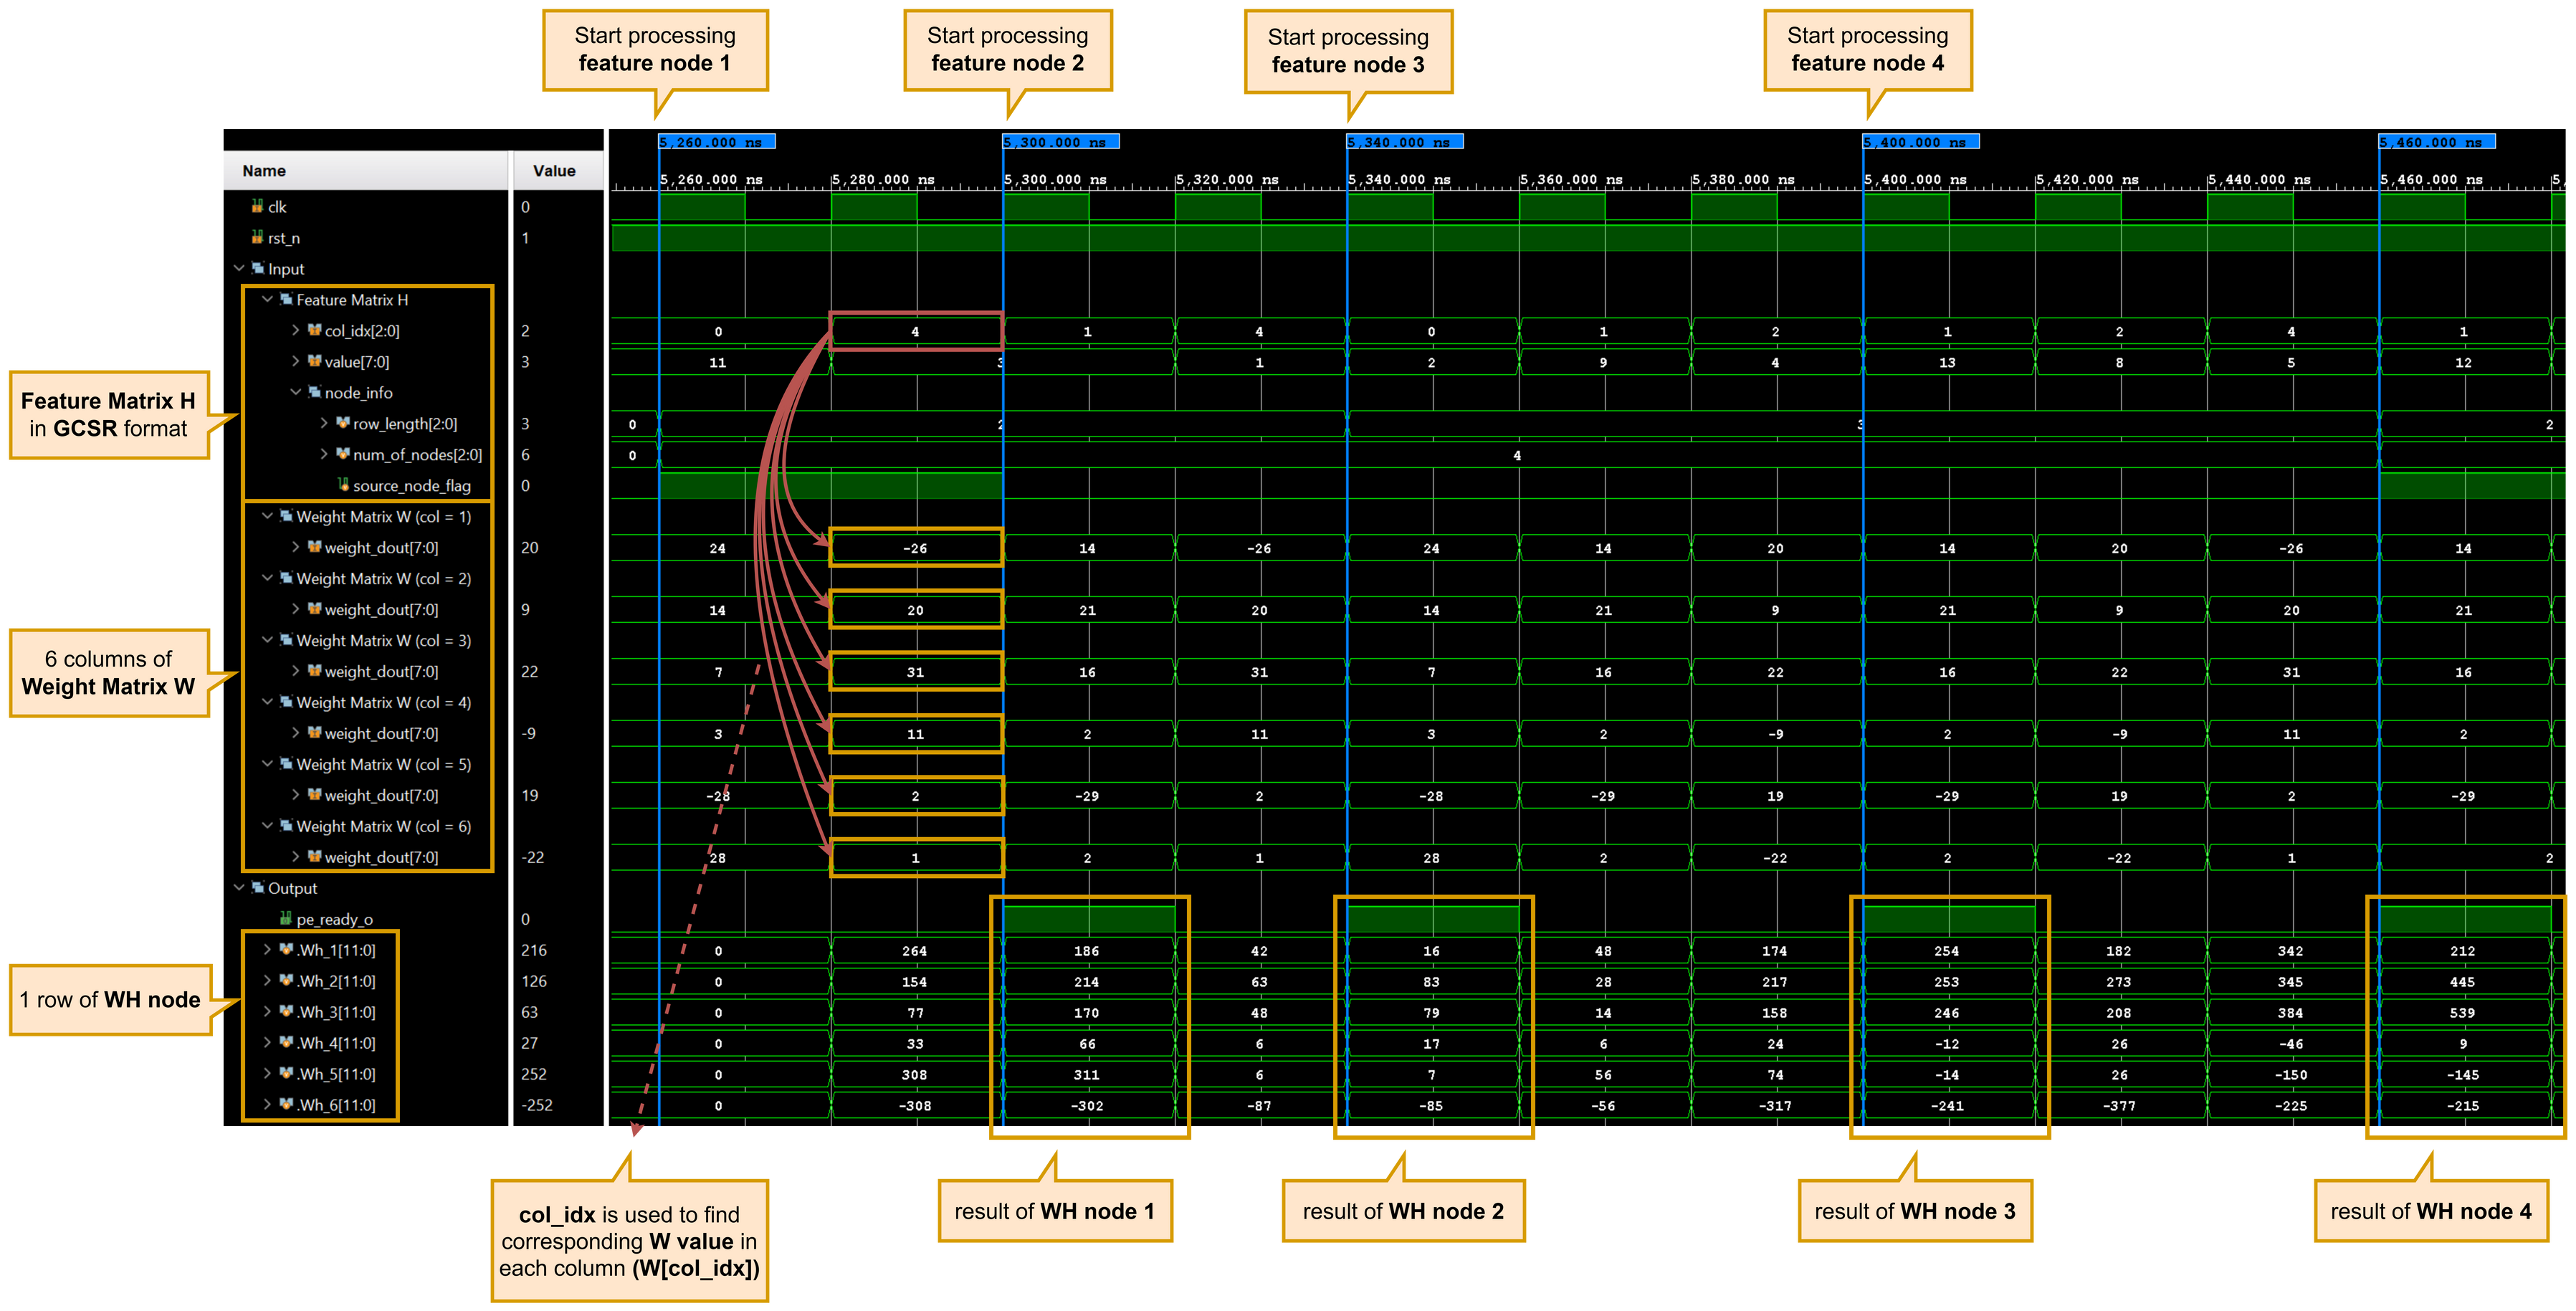 Start processing
feature node 1
Start processing
feature node 2
Start processing
feature node 3
Start processing
feature node 4
5,260.000 ns 5,300.000 ns 5,340.000 ns 5,400.000 ns 5,460.000 ns
Name Value
5,260.000 ns 5,280.000 ns 5,300.000 ns 5,320.000 ns 5,340.000 ns 5,360.000 ns 5,380.000 ns 5,400.000 ns 5,420.000 ns 5,440.000 ns 5,460.000 ns 5,
clk 0
rst_n 1
Input
Feature Matrix H
col_idx[2:0] 2 0 4 1 4 0 1 2 1 2 4 1
value[7:0] 3 11 3 1 2 9 4 13 8 5 12
node_info
row_length[2:0] 3 0 2 3 2
num_of_nodes[2:0] 6 0 4
source_node_flag 0
Weight Matrix W (col = 1)
weight_dout[7:0] 20 24 -26 14 -26 24 14 20 14 20 -26 14
Weight Matrix W (col = 2)
weight_dout[7:0] 9 14 20 21 20 14 21 9 21 9 20 21
Weight Matrix W (col = 3)
weight_dout[7:0] 22 7 31 16 31 7 16 22 16 22 31 16
Weight Matrix W (col = 4)
weight_dout[7:0] -9 3 11 2 11 3 2 -9 2 -9 11 2
Weight Matrix W (col = 5)
weight_dout[7:0] 19 -28 2 -29 2 -28 -29 19 -29 19 2 -29
Weight Matrix W (col = 6)
weight_dout[7:0] -22 28 1 2 1 28 2 -22 2 -22 1 2
Output
pe_ready_o 0
.Wh_1[11:0] 216 0 264 186 42 16 48 174 254 182 342 212
.Wh_2[11:0] 126 0 154 214 63 83 28 217 253 273 345 445
.Wh_3[11:0] 63 0 77 170 48 79 14 158 246 208 384 539
.Wh_4[11:0] 27 0 33 66 6 17 6 24 -12 26 -46 9
.Wh_5[11:0] 252 0 308 311 6 7 56 74 -14 26 -150 -145
.Wh_6[11:0] -252 0 -308 -302 -87 -85 -56 -317 -241 -377 -225 -215
Feature Matrix H
in GCSR format
6 columns of
Weight Matrix W
1 row of WH node
col_idx is used to find
corresponding W value in
each column (W[col_idx])
result of WH node 1
result of WH node 2
result of WH node 3
result of WH node 4